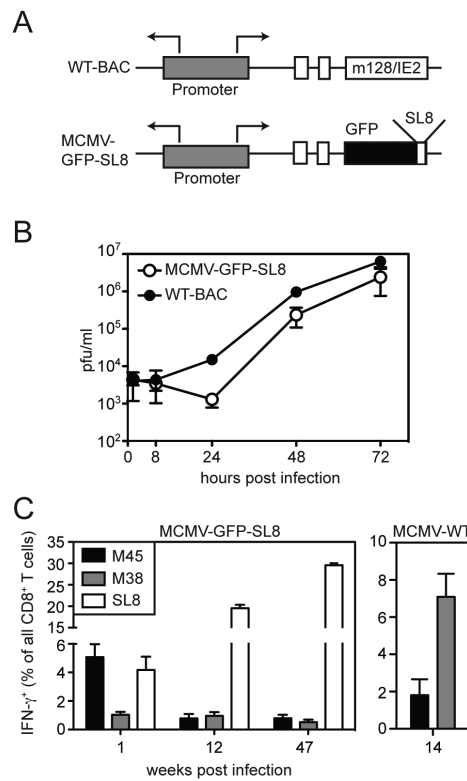 A
WT-BAC
Promoter
m128/IE2
MCMV-
GFP-SL8
Promoter
GFP
SL8
B
pfu/ml
10⁷
10⁶
10⁵
10⁴
10³
10²
MCMV-GFP-SL8
WT-BAC
0 8 24 48 72
hours post infection
C
MCMV-GFP-SL8
MCMV-WT
IFN-γ⁺ (% of all CD8⁺ T cells)
35
30
25
20
15
10
6
4
2
0
M45
M38
SL8
1 12 47
weeks post infection
10
8
6
4
2
0
14